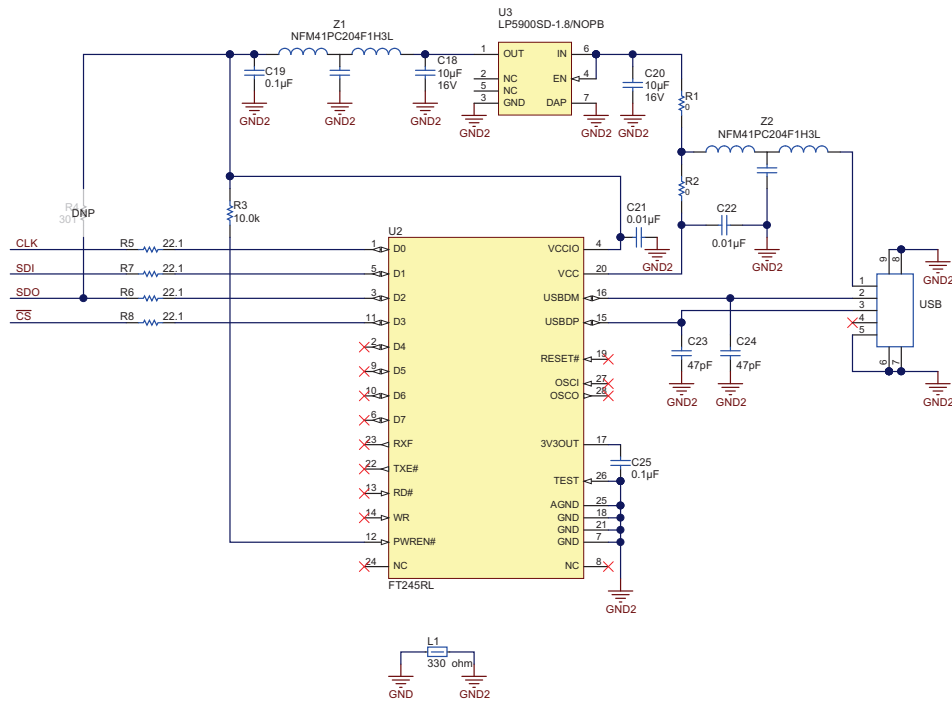 U3
LP5900SD-1.8/NOPB
Z1
NFM41PC204F1H3L
1 OUT IN 6
2 NC EN 4
5 NC
3 GND DAP 7
C19
0.1µF
C18
10µF
16V
C20
10µF
16V
GND2
GND2
GND2
GND2
GND2
GND2
R1
0
Z2
NFM41PC204F1H3L
R2
0
C22
0.01µF
GND2
R4
301
DNP
R3
10.0k
C21
0.01µF
GND2
U2
CLK R5 22.1 1 D0 VCCIO 4
SDI R7 22.1 5 D1 VCC 20
SDO R6 22.1 3 D2 USBDM 16
CS R8 22.1 11 D3 USBDP 15
2 D4
9 D5 RESET# 19
10 D6 OSCI 27
OSCO 28
6 D7
23 RXF 3V3OUT 17
22 TXE# TEST 26
13 RD# AGND 25
14 WR GND 18
GND 21
12 PWREN# GND 7
24 NC NC 8
FT245RL
C25
0.1µF
GND2
C23
47pF
GND2
C24
47pF
GND2
9 8
GND2
1
2
3
4
5
USB
6 7
GND2
L1
330 ohm
GND
GND2